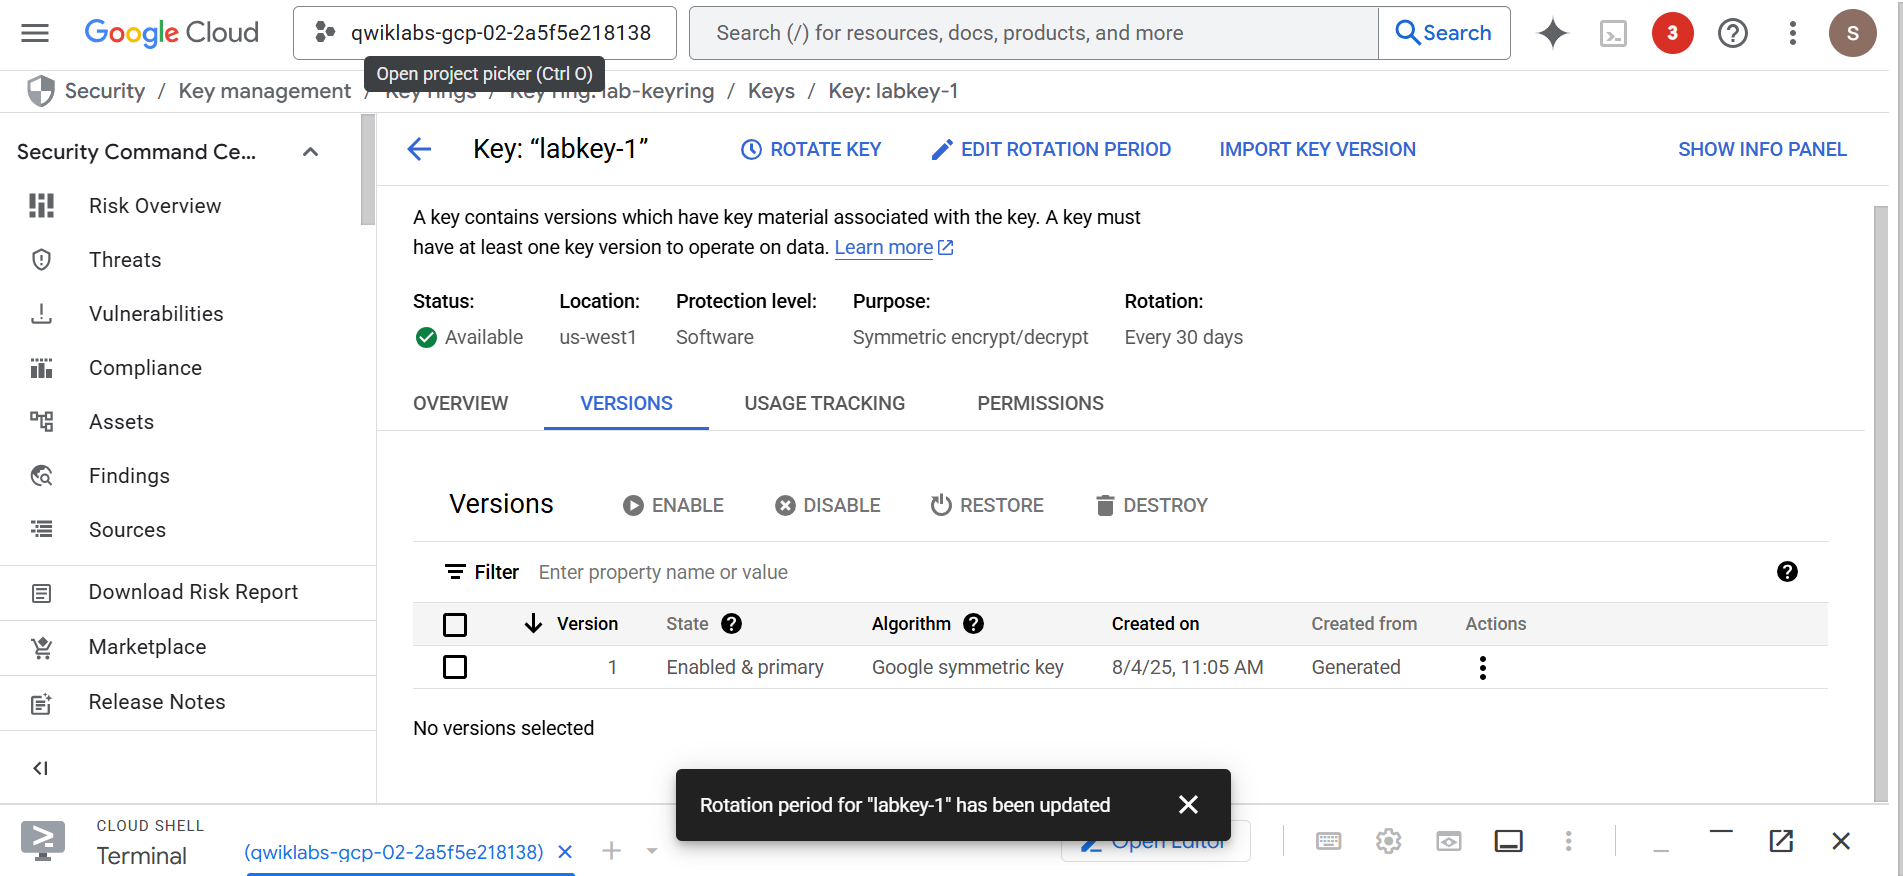 Google Cloud
qwiklabs-gcp-02-2a5f5e218138
Search (/) for resources, docs, products, and more
Search
3
S
Open project picker (Ctrl O)
Security / Key management / Key rings / Key ring: lab-keyring / Keys / Key: labkey-1
Security Command Ce...
Risk Overview
Threats
Vulnerabilities
Compliance
Assets
Findings
Sources
Download Risk Report
Marketplace
Release Notes
Key: “labkey-1”
ROTATE KEY
EDIT ROTATION PERIOD
IMPORT KEY VERSION
SHOW INFO PANEL
A key contains versions which have key material associated with the key. A key must
have at least one key version to operate on data. Learn more
Status: Location: Protection level: Purpose: Rotation:
Available us-west1 Software Symmetric encrypt/decrypt Every 30 days
OVERVIEW VERSIONS USAGE TRACKING PERMISSIONS
Versions ENABLE DISABLE RESTORE DESTROY
Filter Enter property name or value
Version State Algorithm Created on Created from Actions
1 Enabled & primary Google symmetric key 8/4/25, 11:05 AM Generated
No versions selected
Rotation period for "labkey-1" has been updated
CLOUD SHELL
Terminal
(qwiklabs-gcp-02-2a5f5e218138)
Open Editor